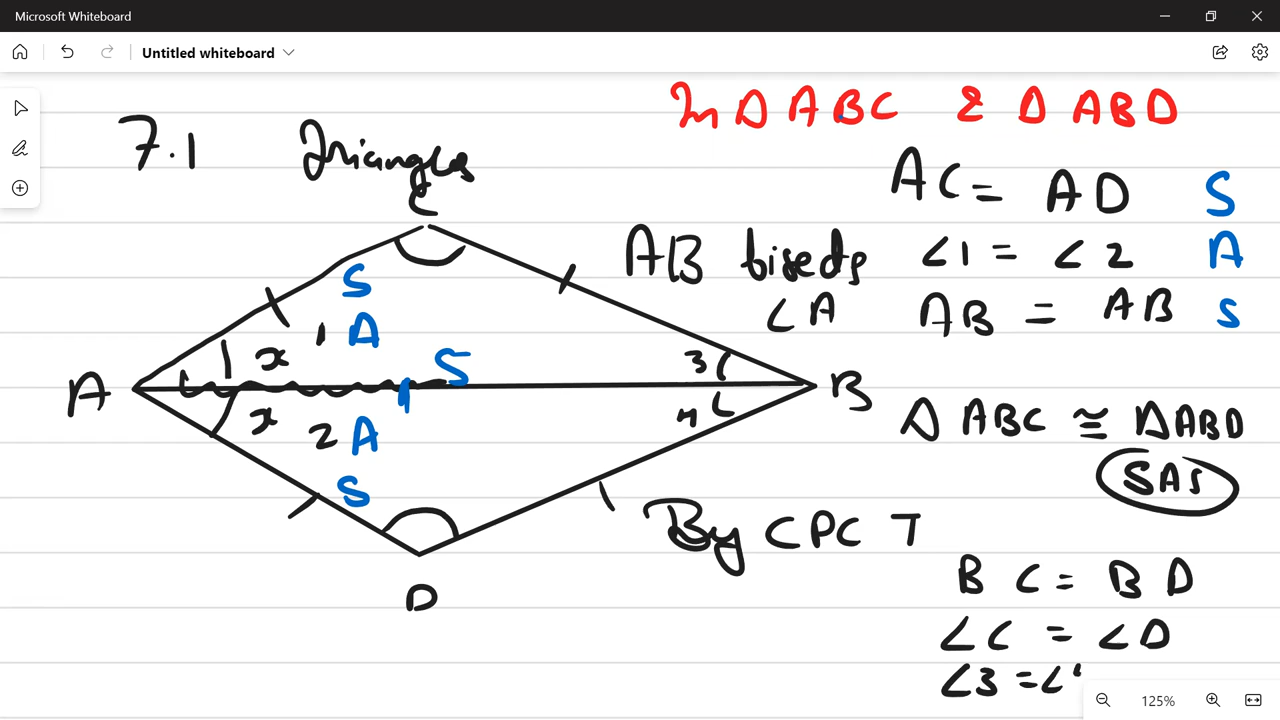 Microsoft Whiteboard
Untitled whiteboard
In Δ ABC & Δ ABD
7.1 Triangles
AC = AD S
AB bisects ∠1 = ∠2 A
∠A AB = AB S
C
S
1 A
x
S
3
A
B
x
2 A
4
S
Δ ABC ≅ ΔABD
SAS
By CPCT
D
BC = BD
∠C = ∠D
∠3 = ∠
125%